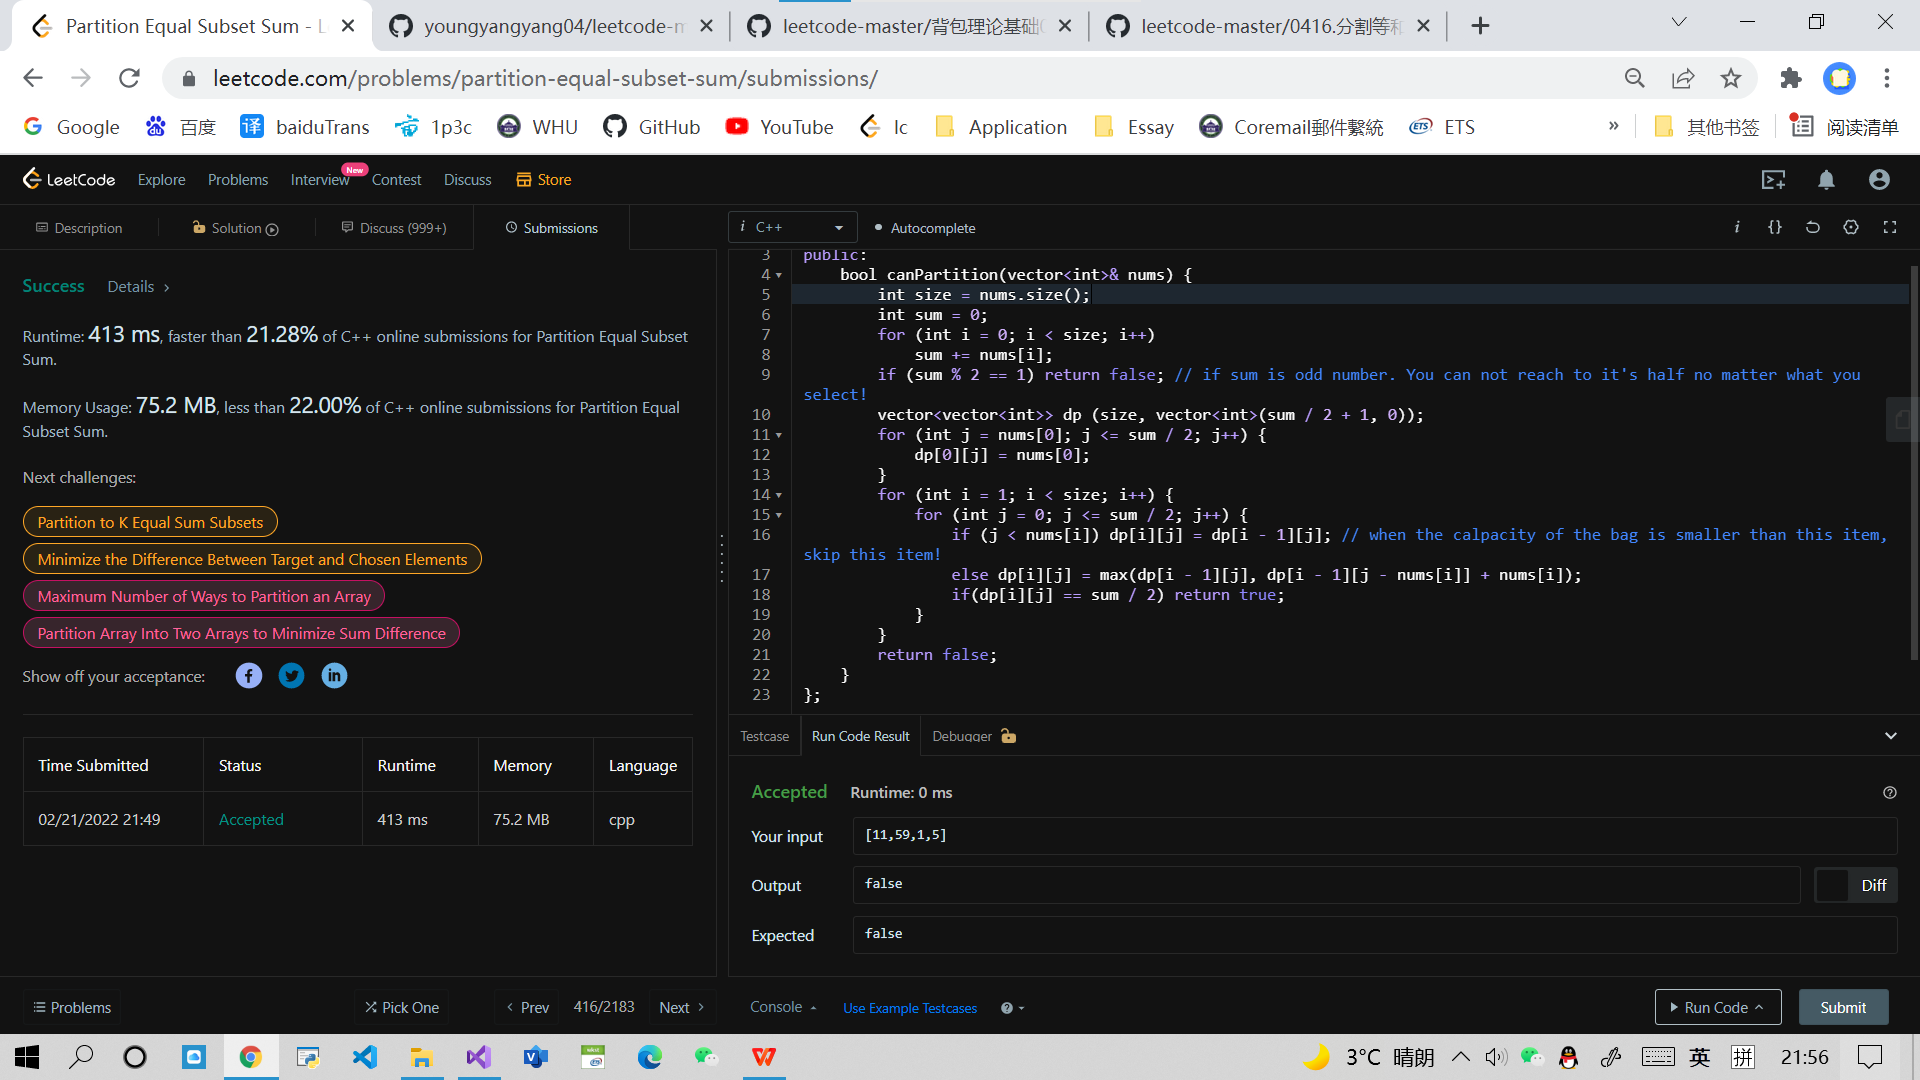 Partition Equal Subset Sum - L
youngyangyang04/leetcode-m
leetcode-master/背包理论基础0
leetcode-master/0416.分割等和
leetcode.com/problems/partition-equal-subset-sum/submissions/
Google 百度 译 baiduTrans 1p3c WHU GitHub YouTube lc Application Essay Coremail郵件繫統 ETS » 其他书签 阅读清单
LeetCode Explore Problems Interview New Contest Discuss Store
Description Solution Discuss (999+) Submissions
i C++ Autocomplete
Success Details >
Runtime: 413 ms, faster than 21.28% of C++ online submissions for Partition Equal Subset
Sum.
Memory Usage: 75.2 MB, less than 22.00% of C++ online submissions for Partition Equal
Subset Sum.
Next challenges:
Partition to K Equal Sum Subsets
Minimize the Difference Between Target and Chosen Elements
Maximum Number of Ways to Partition an Array
Partition Array Into Two Arrays to Minimize Sum Difference
Show off your acceptance:
Time Submitted Status Runtime Memory Language
02/21/2022 21:49 Accepted 413 ms 75.2 MB cpp
3 public:
4 bool canPartition(vector<int>& nums) {
5 int size = nums.size();
6 int sum = 0;
7 for (int i = 0; i < size; i++)
8 sum += nums[i];
9 if (sum % 2 == 1) return false; // if sum is odd number. You can not reach to it's half no matter what you
select!
10 vector<vector<int>> dp (size, vector<int>(sum / 2 + 1, 0));
11 for (int j = nums[0]; j <= sum / 2; j++) {
12 dp[0][j] = nums[0];
13 }
14 for (int i = 1; i < size; i++) {
15 for (int j = 0; j <= sum / 2; j++) {
16 if (j < nums[i]) dp[i][j] = dp[i - 1][j]; // when the calpacity of the bag is smaller than this item,
skip this item!
17 else dp[i][j] = max(dp[i - 1][j], dp[i - 1][j - nums[i]] + nums[i]);
18 if(dp[i][j] == sum / 2) return true;
19 }
20 }
21 return false;
22 }
23 };
Testcase Run Code Result Debugger
Accepted Runtime: 0 ms
Your input [11,59,1,5]
Output false Diff
Expected false
Problems Pick One < Prev 416/2183 Next >
Console Use Example Testcases Run Code Submit
3°C 晴朗 英 拼 21:56